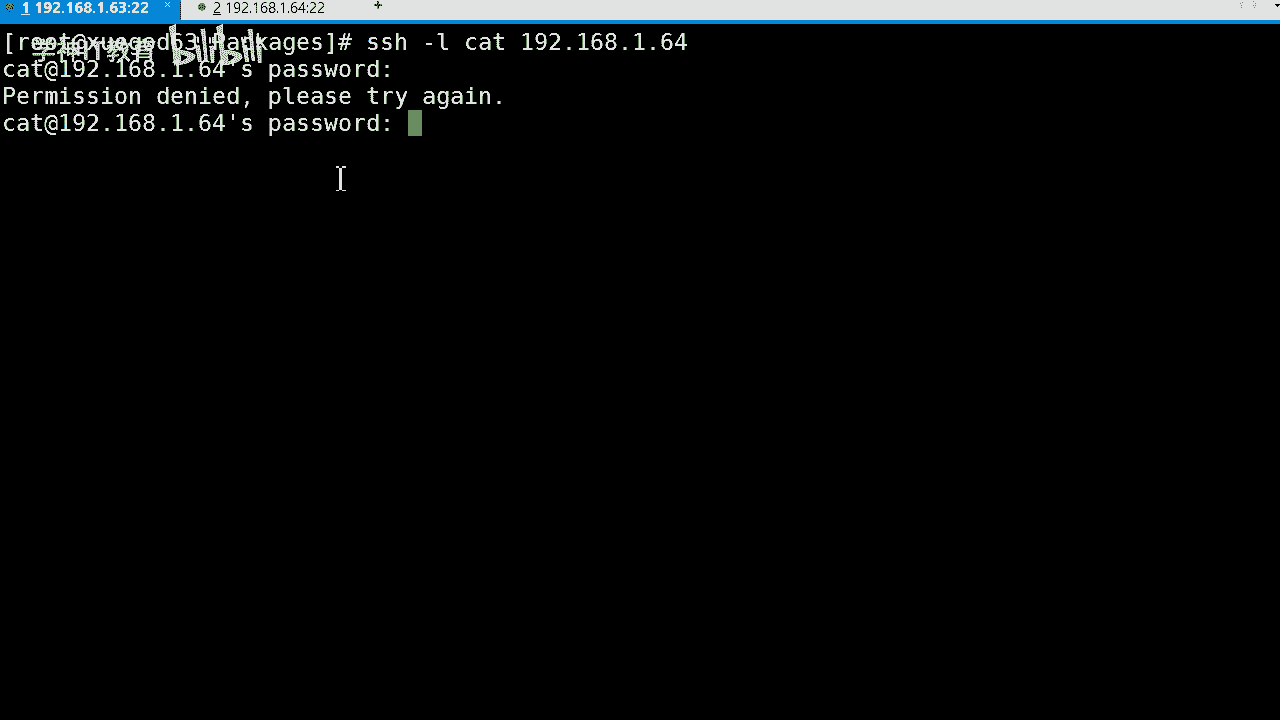 1 192.168.1.63:22 × 2 192.168.1.64:22 +
[root@xuegod63 Packages]# ssh -l cat 192.168.1.64
学神IT教育 bilibili
cat@192.168.1.64's password:
Permission denied, please try again.
cat@192.168.1.64's password: